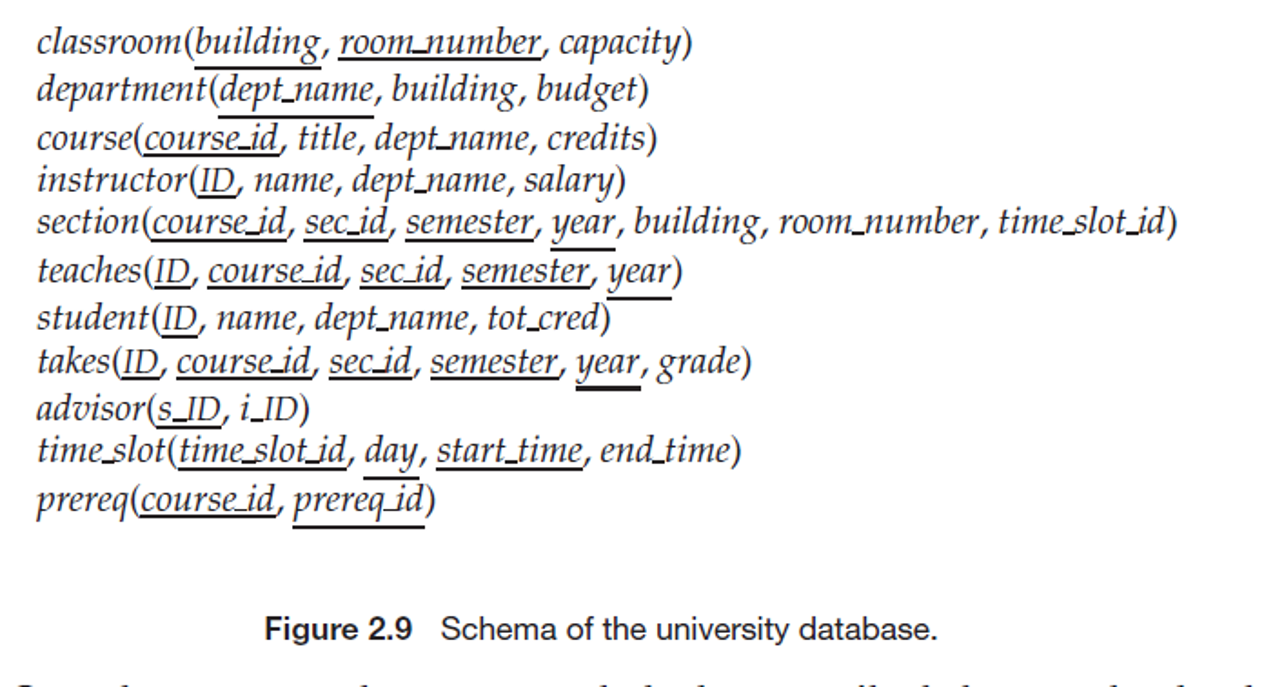 classroom(building, room_number, capacity)
department(dept_name, building, budget)
course(course_id, title, dept_name, credits)
instructor(ID, name, dept_name, salary)
section(course_id, sec_id, semester, year, building, room_number, time_slot_id)
teaches(ID, course_id, sec_id, semester, year)
student(ID, name, dept_name, tot_cred)
takes(ID, course_id, sec_id, semester, year, grade)
advisor(s_ID, i_ID)
time_slot(time_slot_id, day, start_time, end_time)
prereq(course_id, prereq_id)
Figure 2.9 Schema of the university database.